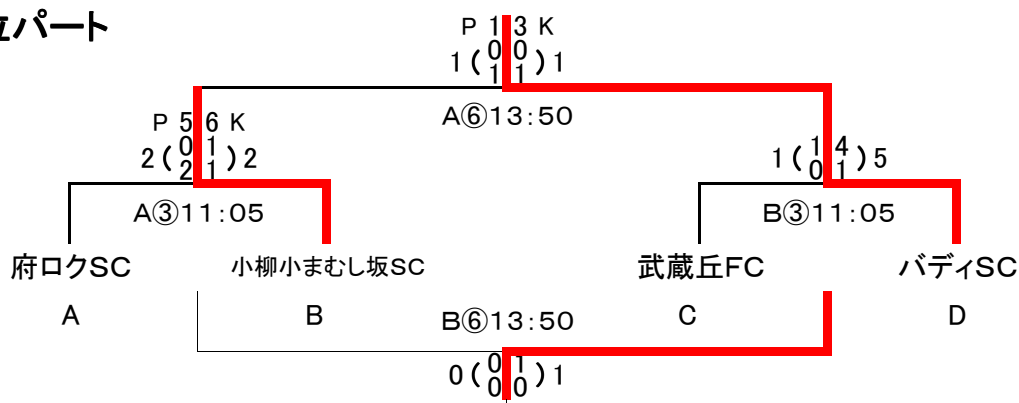 パート
P 1 3 K
1 ( 0 0 ) 1
1 1
A⑥13:50
P 5 6 K
2 ( 0 1 ) 2
2 1
1 ( 1 4 ) 5
0 1
A③11:05
B③11:05
府ロクSC
小柳小まむし坂SC
武蔵丘FC
バディSC
A
B
C
D
B⑥13:50
0 ( 0 1 ) 1
0 0